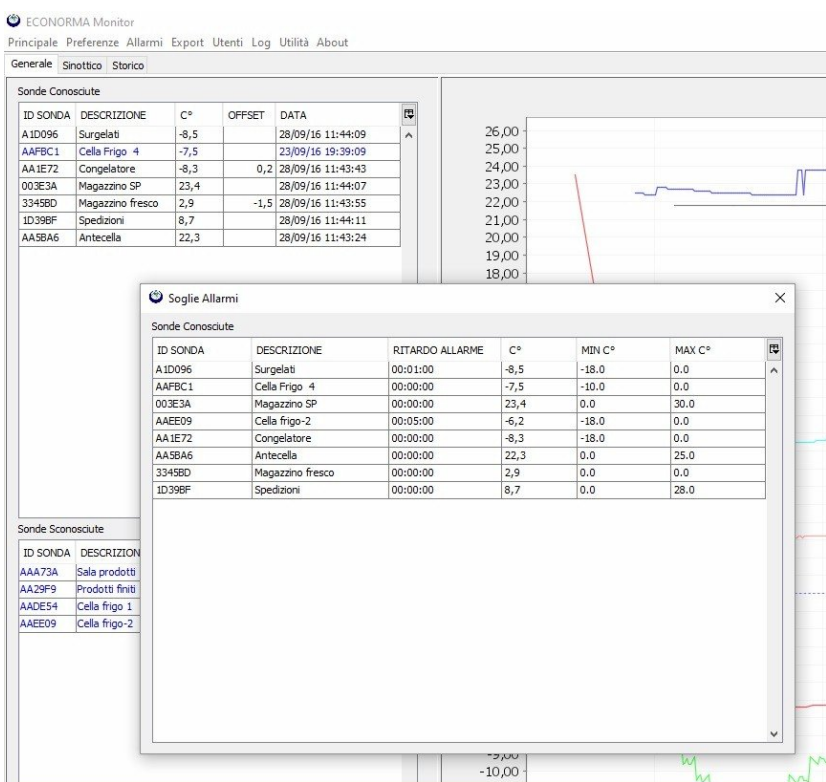 ECONORMA Monitor
Principale Preferenze Allarmi Export Utenti Log Utilità About
Generale Sinottico Storico
Sonde Conosciute
ID SONDA DESCRIZIONE C° OFFSET DATA
A1D096 Surgelati -8,5 28/09/16 11:44:09
AAFBC1 Cella Frigo 4 -7,5 23/09/16 19:39:09
AA1E72 Congelatore -8,3 0,2 28/09/16 11:43:43
003E3A Magazzino SP 23,4 28/09/16 11:44:07
3345BD Magazzino fresco 2,9 -1,5 28/09/16 11:43:55
1D39BF Spedizioni 8,7 28/09/16 11:44:11
AA5BA6 Antecella 22,3 28/09/16 11:43:24
26,00
25,00
24,00
23,00
22,00
21,00
20,00
19,00
18,00
Soglie Allarmi
Sonde Conosciute
ID SONDA DESCRIZIONE RITARDO ALLARME C° MIN C° MAX C°
A1D096 Surgelati 00:01:00 -8,5 -18.0 0.0
AAFBC1 Cella Frigo 4 00:00:00 -7,5 -10.0 0.0
003E3A Magazzino SP 00:00:00 23,4 0.0 30.0
AAEE09 Cella frigo-2 00:05:00 -6,2 -18.0 0.0
AA1E72 Congelatore 00:00:00 -8,3 -18.0 0.0
AA5BA6 Antecella 00:00:00 22,3 0.0 25.0
3345BD Magazzino fresco 00:00:00 2,9 0.0 0.0
1D39BF Spedizioni 00:00:00 8,7 0.0 28.0
Sonde Sconosciute
ID SONDA DESCRIZION
AAA73A Sala prodotti
AA29F9 Prodotti finiti
AADE54 Cella frigo 1
AAEE09 Cella frigo-2
-9,00
-10,00